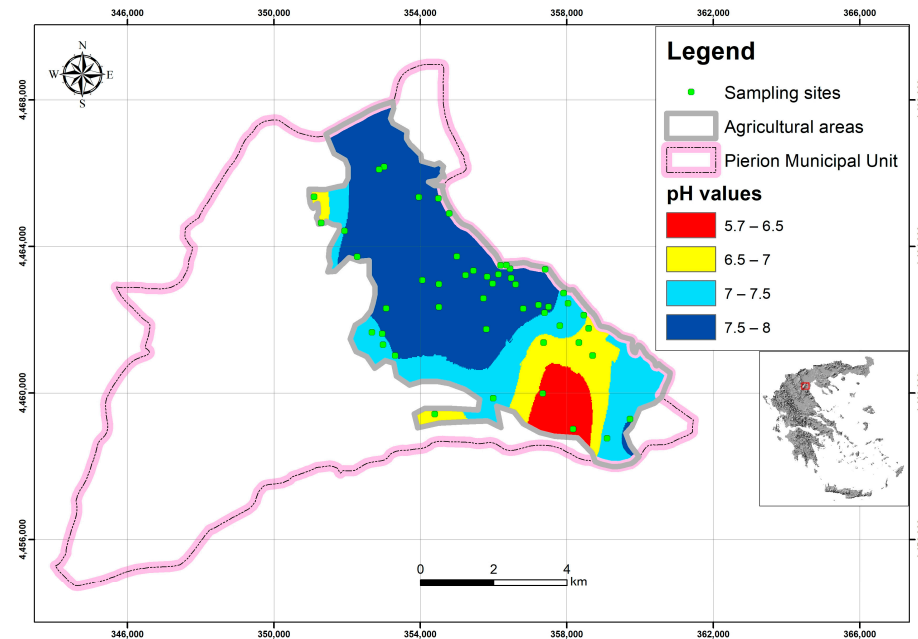 346,000 350,000 354,000 358,000 362,000 366,000
N
W E
S
4,468,000
4,464,000
4,460,000
4,456,000
Legend
Sampling sites
Agricultural areas
Pierion Municipal Unit
pH values
5.7 – 6.5
6.5 – 7
7 – 7.5
7.5 – 8
0 2 4
km
346,000 350,000 354,000 358,000 362,000 366,000